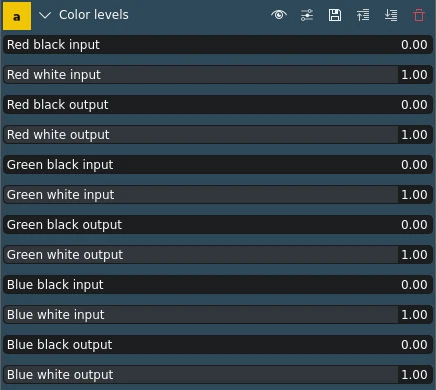 a Color levels
Red black input 0.00
Red white input 1.00
Red black output 0.00
Red white output 1.00
Green black input 0.00
Green white input 1.00
Green black output 0.00
Green white output 1.00
Blue black input 0.00
Blue white input 1.00
Blue black output 0.00
Blue white output 1.00